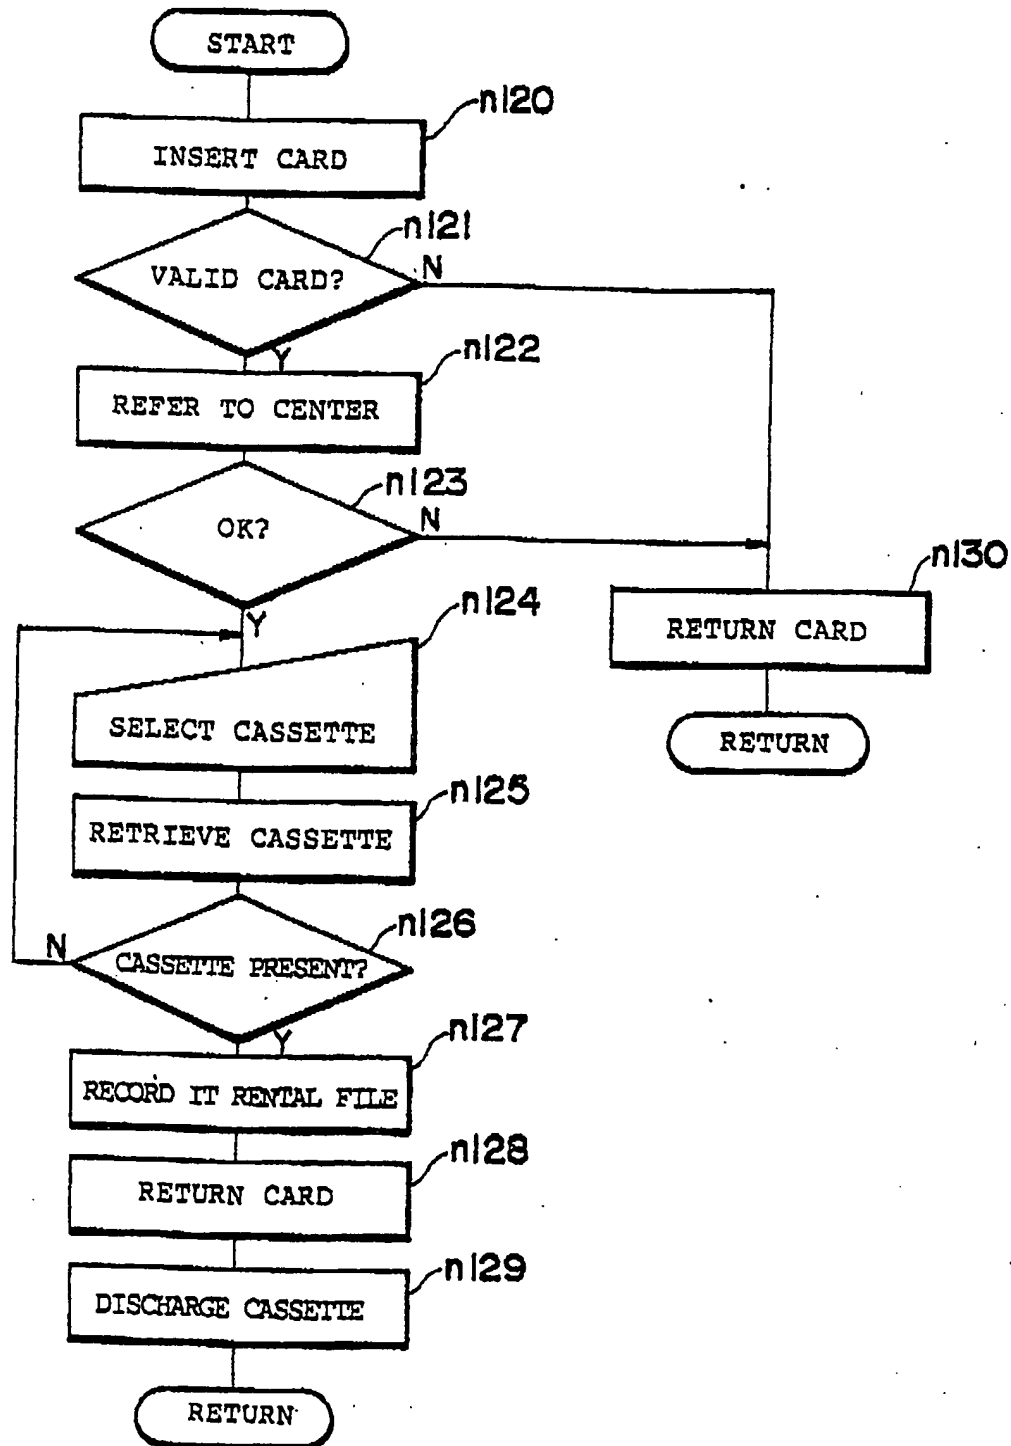 START
n120
INSERT CARD
n121
VALID CARD?
N
Y
n122
REFER TO CENTER
n123
OK?
N
Y
n130
RETURN CARD
RETURN
n124
SELECT CASSETTE
n125
RETRIEVE CASSETTE
n126
CASSETTE PRESENT?
N
Y
n127
RECORD IT RENTAL FILE
n128
RETURN CARD
n129
DISCHARGE CASSETTE
RETURN